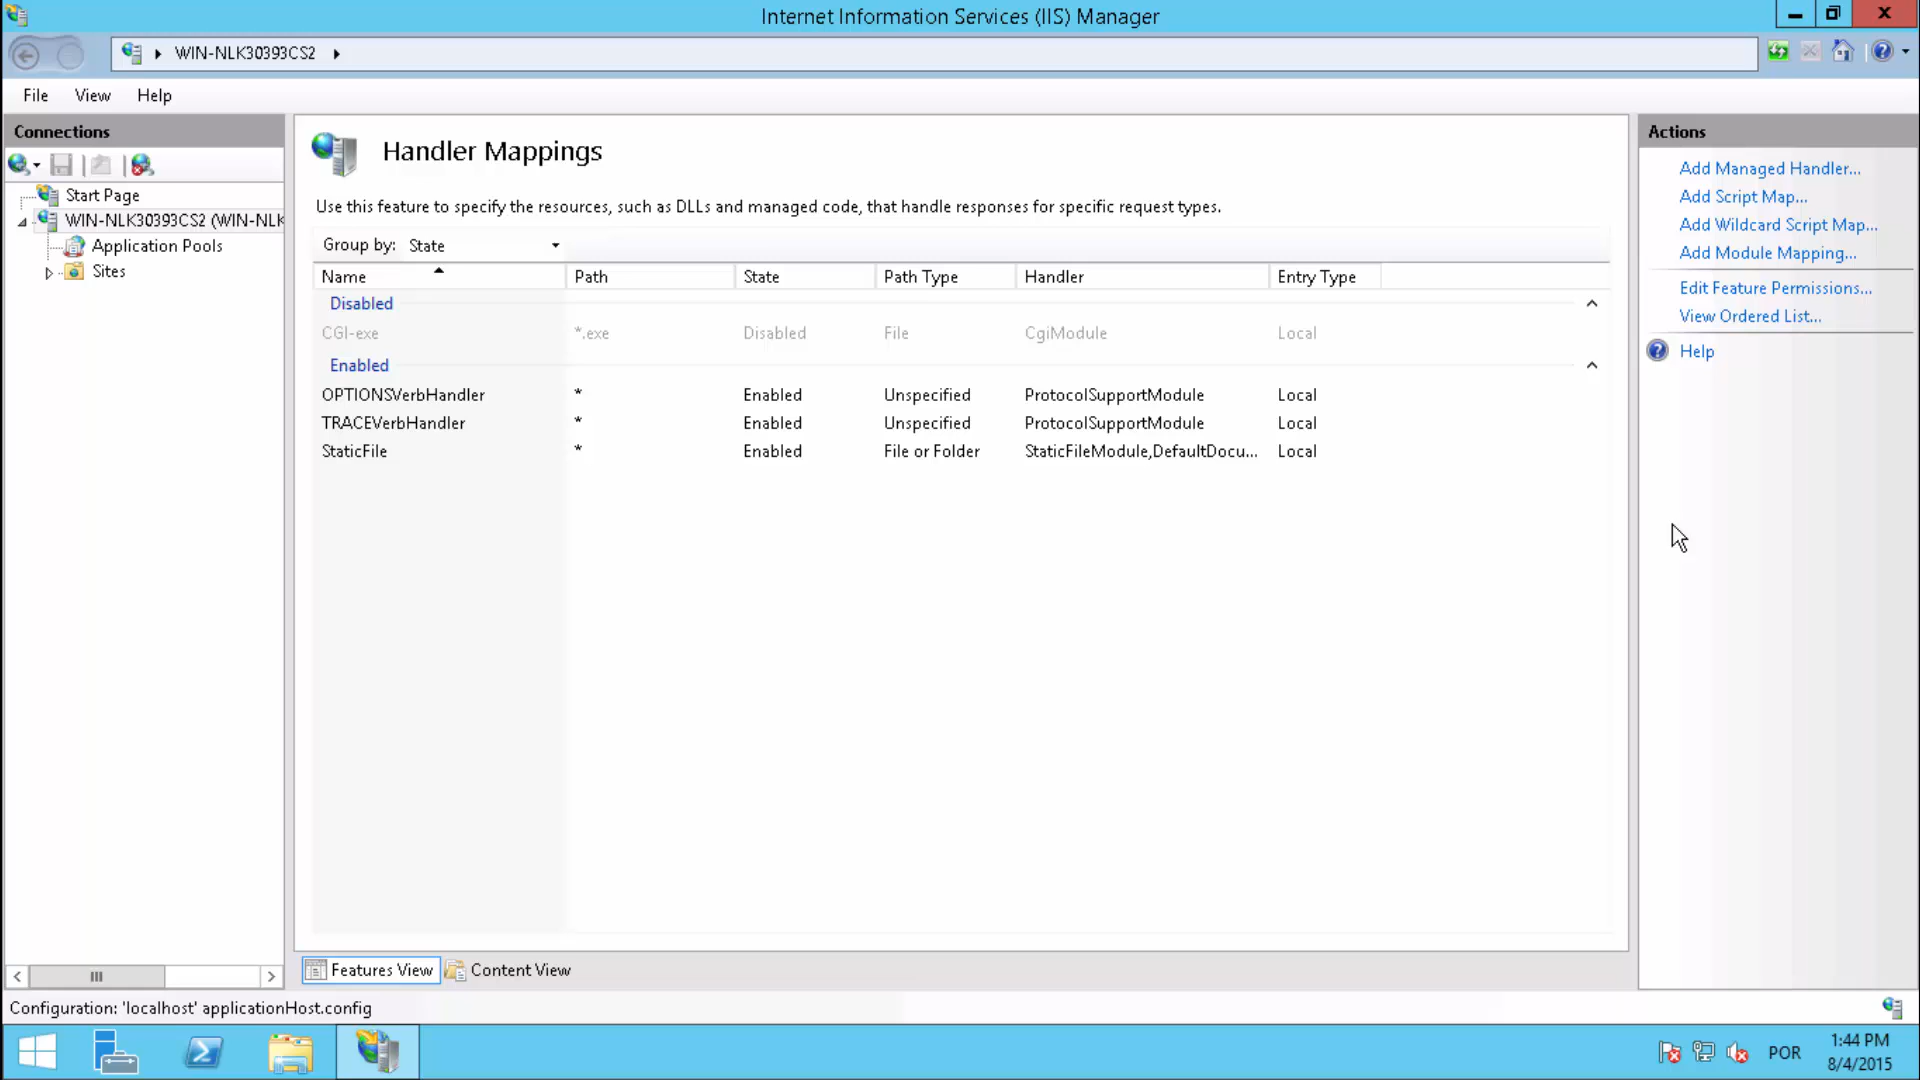 Internet Information Services (IIS) Manager
WIN-NLK30393CS2
File View Help
Connections
Start Page
WIN-NLK30393CS2 (WIN-NLK
Application Pools
Sites
Handler Mappings
Use this feature to specify the resources, such as DLLs and managed code, that handle responses for specific request types.
Group by: State
Name Path State Path Type Handler Entry Type
Disabled
CGI-exe *.exe Disabled File CgiModule Local
Enabled
OPTIONSVerbHandler * Enabled Unspecified ProtocolSupportModule Local
TRACEVerbHandler * Enabled Unspecified ProtocolSupportModule Local
StaticFile * Enabled File or Folder StaticFileModule,DefaultDocu... Local
Features View Content View
Actions
Add Managed Handler...
Add Script Map...
Add Wildcard Script Map...
Add Module Mapping...
Edit Feature Permissions...
View Ordered List...
Help
Configuration: 'localhost' applicationHost.config
POR
1:44 PM
8/4/2015